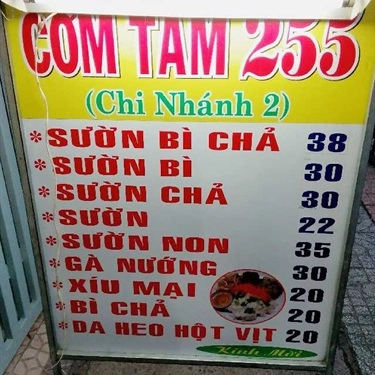 CƠM TẤM 255
(Chi Nhánh 2)
*SƯỜN BÌ CHẢ 38
*SƯỜN BÌ 30
*SƯỜN CHẢ 30
*SƯỜN 22
*SƯỜN NON 35
*GÀ NƯỚNG 30
*XÍU MẠI 20
*BÌ CHẢ 20
*DA HEO HỘT VỊT 20
Kính Mời